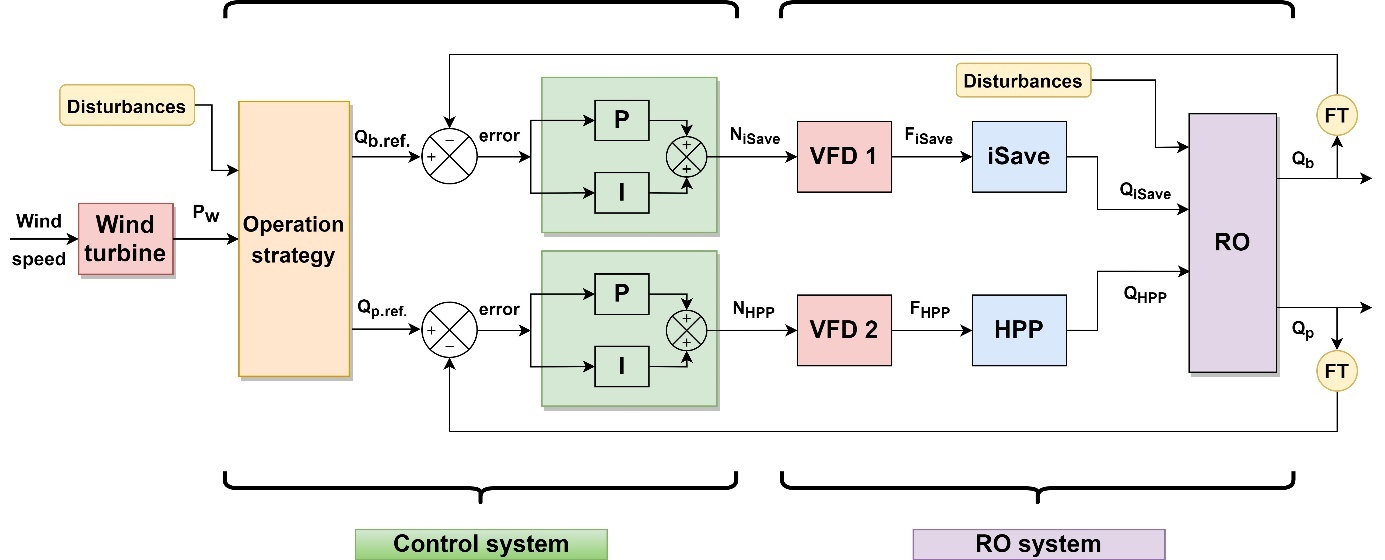 Disturbances
Wind
speed
Wind
turbine
PW
Operation
strategy
Qb.ref.
Qp.ref.
−
+
error
P
I
+
+
NiSave
VFD 1
FiSave
iSave
Disturbances
QiSave
RO
Qb
FT
+
−
error
P
I
+
+
NHPP
VFD 2
FHPP
HPP
QHPP
Qp
FT
Control system
RO system